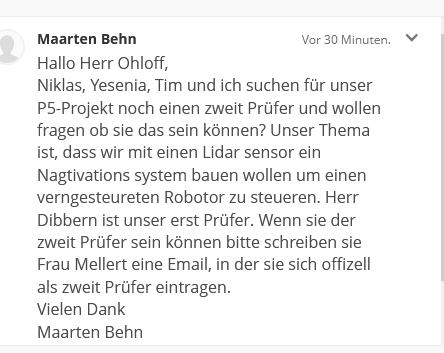 Maarten Behn
Vor 30 Minuten.
Hallo Herr Ohloff,
Niklas, Yesenia, Tim und ich suchen für unser
P5-Projekt noch einen zweit Prüfer und wollen
fragen ob sie das sein können? Unser Thema
ist, dass wir mit einen Lidar sensor ein
Nagtivations system bauen wollen um einen
verngesteureten Robotor zu steueren. Herr
Dibbern ist unser erst Prüfer. Wenn sie der
zweit Prüfer sein können bitte schreiben sie
Frau Mellert eine Email, in der sie sich offizell
als zweit Prüfer eintragen.
Vielen Dank
Maarten Behn